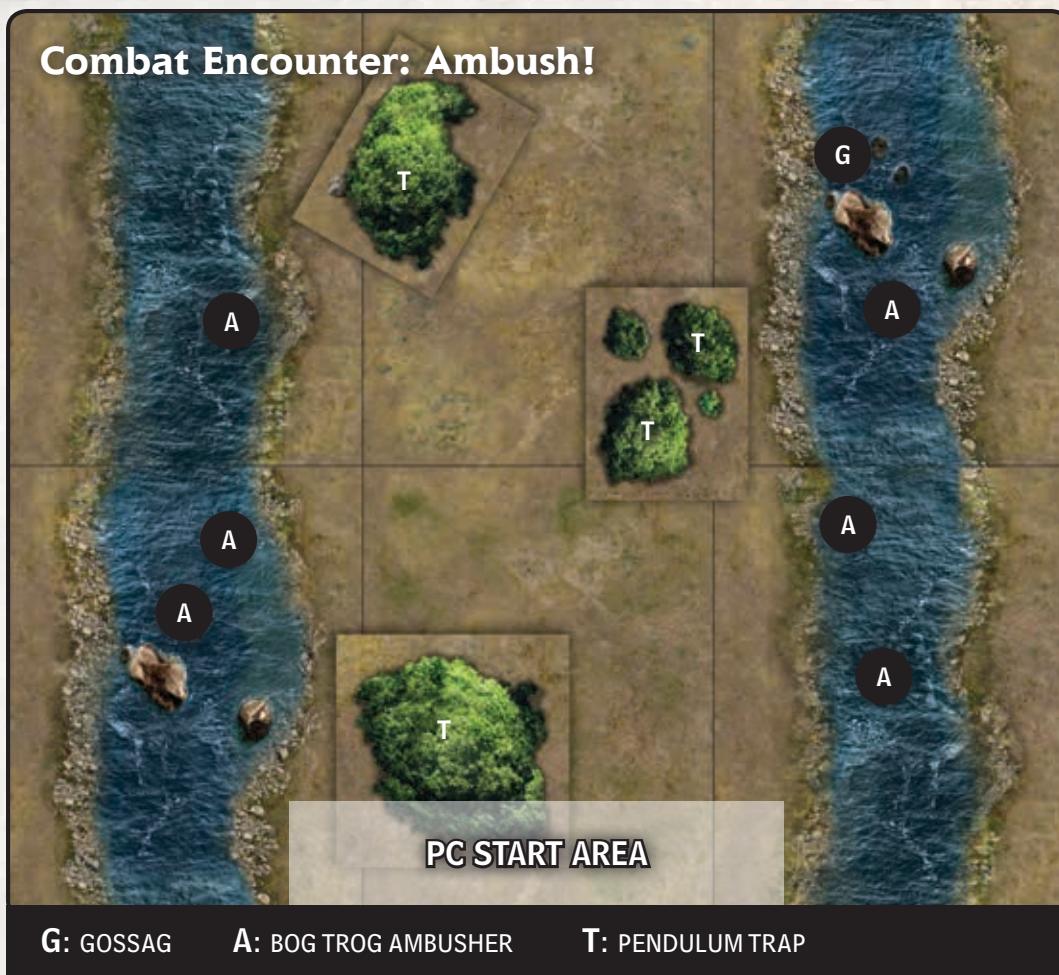 Combat Encounter: Ambush!
T
G
A
A
T
T
A
A
A
A
T
PC START AREA
G: GOSSAG A: BOG TROG AMBUSHER T: PENDULUM TRAP